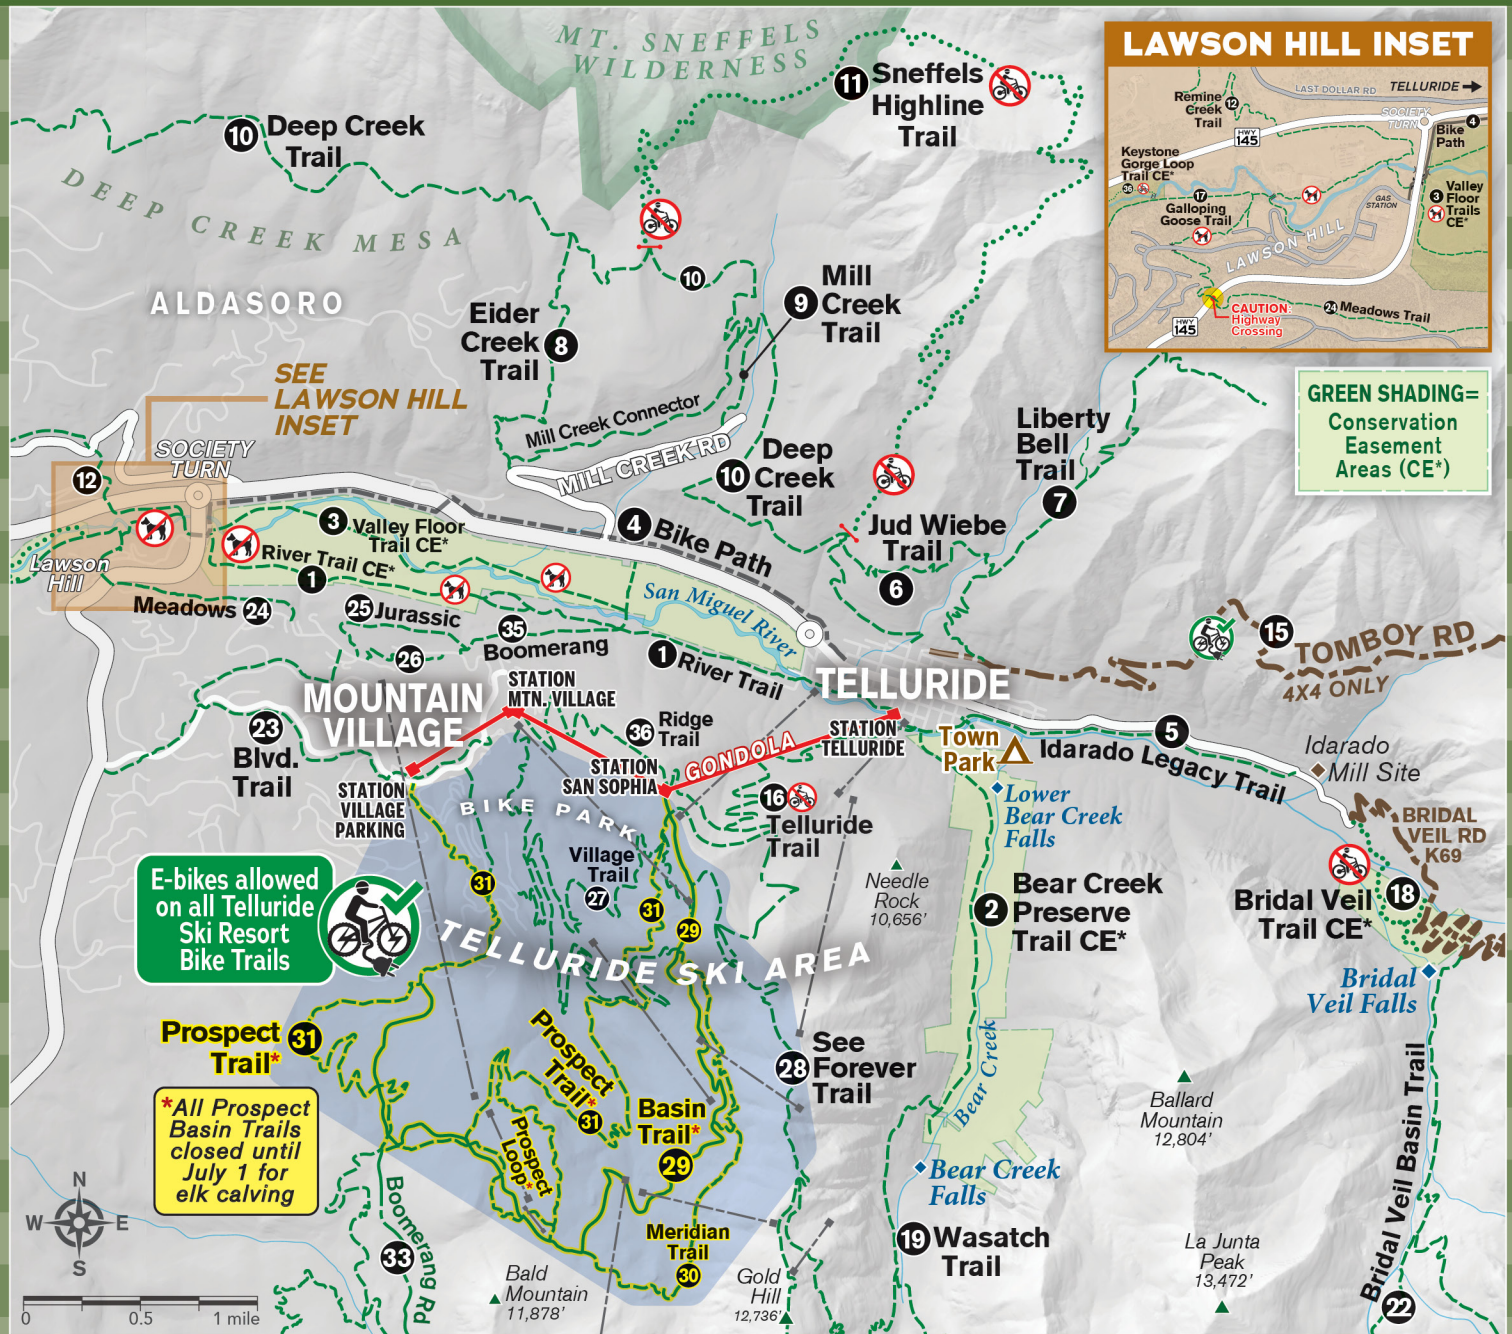 MT. SNEFFELS
WILDERNESS
11 Sneffels
Highline
Trail
10 Deep Creek
Trail
DEEP CREEK MESA
ALDASORO
10
9 Mill
Creek
Trail
Eider
Creek
Trail
8
SEE
LAWSON HILL
INSET
SOCIETY
TURN
12
Lawson
Hill
Mill Creek Connector
MILL CREEK RD
10 Deep
Creek
Trail
Liberty
Bell
Trail
7
Jud Wiebe
Trail
6
4 Bike Path
3 Valley Floor
Trail CE*
River Trail CE*
1
San Miguel River
Meadows 24
25 Jurassic
35
Boomerang
26
1 River Trail
LAWSON HILL INSET
LAST DOLLAR RD
TELLURIDE
Remine
Creek
Trail
12
SOCIETY
TURN
Bike
Path
4
HWY
145
Keystone
Gorge Loop
Trail CE*
36
17
Galloping
Goose Trail
GAS
STATION
3 Valley
Floor
Trails
CE*
LAWSON HILL
CAUTION:
Highway
Crossing
24 Meadows Trail
HWY
145
GREEN SHADING=
Conservation
Easement
Areas (CE*)
15
TOMBOY RD
4X4 ONLY
TELLURIDE
MOUNTAIN
VILLAGE
STATION
MTN. VILLAGE
23
Blvd.
Trail
36 Ridge
Trail
STATION
SAN SOPHIA
GONDOLA
STATION
TELLURIDE
STATION
VILLAGE
PARKING
Town
Park
5
Idarado Legacy Trail
Idarado
Mill Site
Lower
Bear Creek
Falls
16
Telluride
Trail
BIKE PARK
Village
Trail
27
31
31
29
BRIDAL
VEIL RD
K69
Bridal Veil
Trail CE*
18
Bridal
Veil Falls
Needle
Rock
10,656'
2 Bear Creek
Preserve
Trail CE*
E-bikes allowed
on all Telluride
Ski Resort
Bike Trails
TELLURIDE SKI AREA
Prospect
Trail*
31
*All Prospect
Basin Trails
closed until
July 1 for
elk calving
Prospect
Trail*
31
Basin
Trail*
29
Prospect
Loop*
28 See
Forever
Trail
Bear Creek
Bear Creek
Falls
Ballard
Mountain
12,804'
Bridal Veil Basin Trail
22
19 Wasatch
Trail
La Junta
Peak
13,472'
Meridian
Trail
30
Gold
Hill
12,736'
Bald
Mountain
11,878'
Boomerang Rd
33
N
W E
S
0 0.5 1 mile